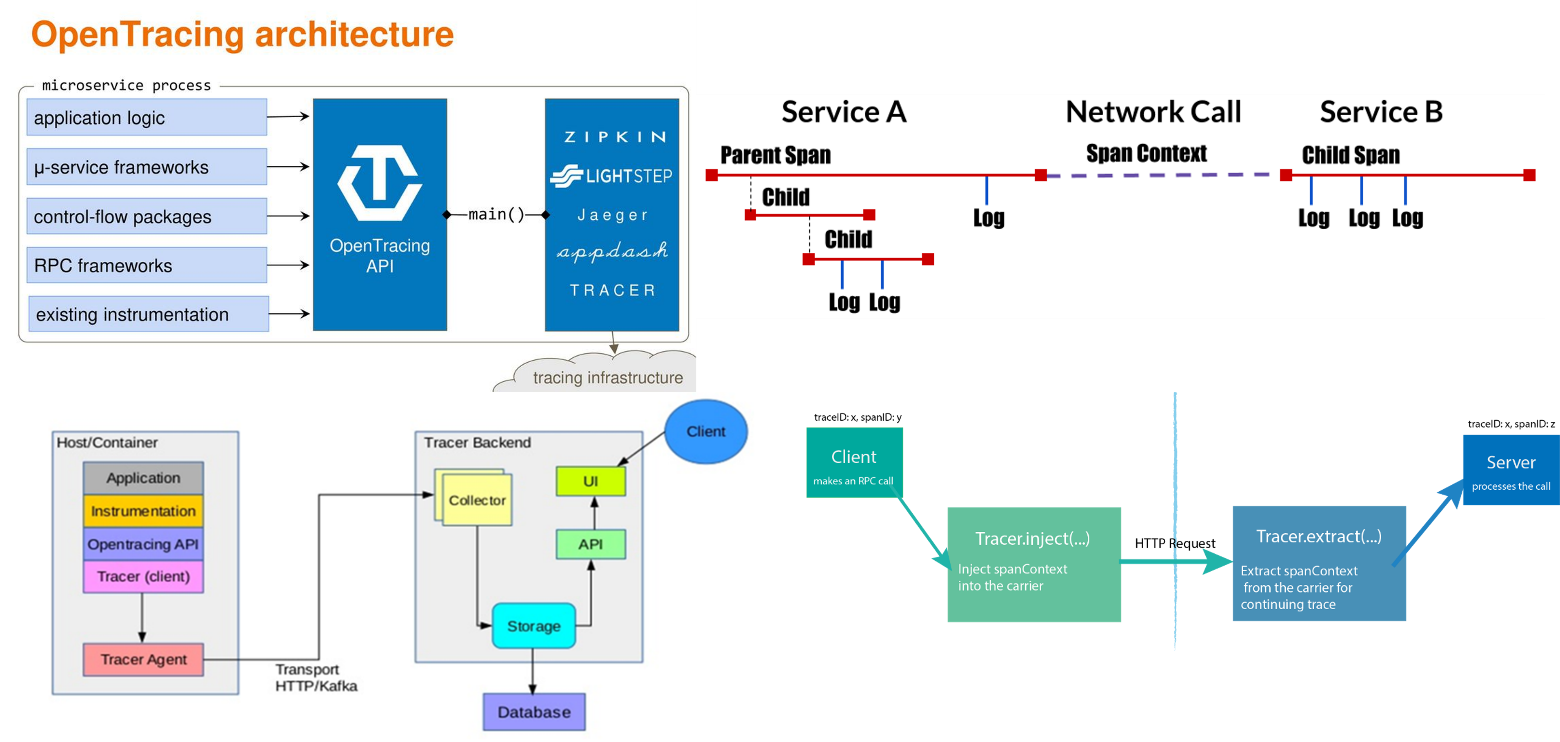 OpenTracing architecture
microservice process
application logic
µ-service frameworks
control-flow packages
RPC frameworks
existing instrumentation
OpenTracing
API
main()
ZIPKIN
LIGHTSTEP
Jaeger
appdash
TRACER
tracing infrastructure
Service A
Network Call
Service B
Parent Span
Span Context
Child Span
Child
Log
Log
Log
Log
Child
Log
Log
Host/Container
Application
Instrumentation
Opentracing API
Tracer (client)
Tracer Agent
Transport
HTTP/Kafka
Tracer Backend
Client
Collector
UI
API
Storage
Database
traceID: x, spanID: y
Client
makes an RPC call
Tracer.inject(...)
Inject spanContext
into the carrier
HTTP Request
Tracer.extract(...)
Extract spanContext
from the carrier for
continuing trace
traceID: x, spanID: z
Server
processes the call